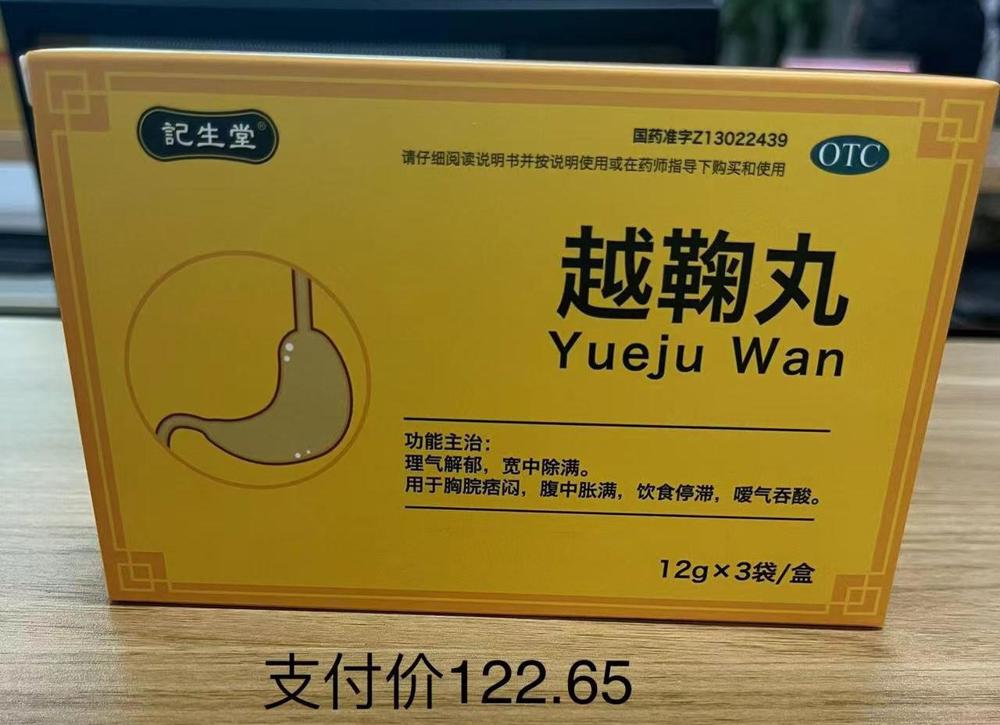 記生堂®
国药准字Z13022439
请仔细阅读说明书并按说明使用或在药师指导下购买和使用
OTC
越鞠丸
Yueju Wan
功能主治：
理气解郁，宽中除满。
用于胸脘痞闷，腹中胀满，饮食停滞，嗳气吞酸。
12g×3袋/盒
支付价122.65